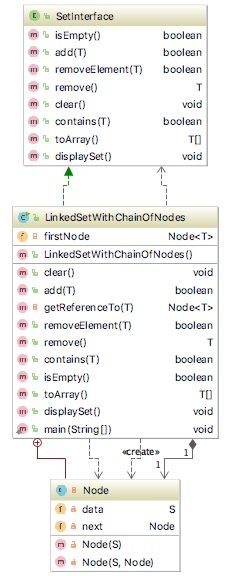 SetInterface
isEmpty() boolean
add(T) boolean
removeElement(T) boolean
remove() T
clear() void
contains(T) boolean
toArray() T[]
displaySet() void
LinkedSetWithChainOfNodes
firstNode Node<T>
LinkedSetWithChainOfNodes()
clear() void
add(T) boolean
getReferenceTo(T) Node<T>
removeElement(T) boolean
remove() T
contains(T) boolean
isEmpty() boolean
toArray() T[]
displaySet() void
main(String[]) void
«create» 1
1
Node
data S
next Node
Node(S)
Node(S, Node)